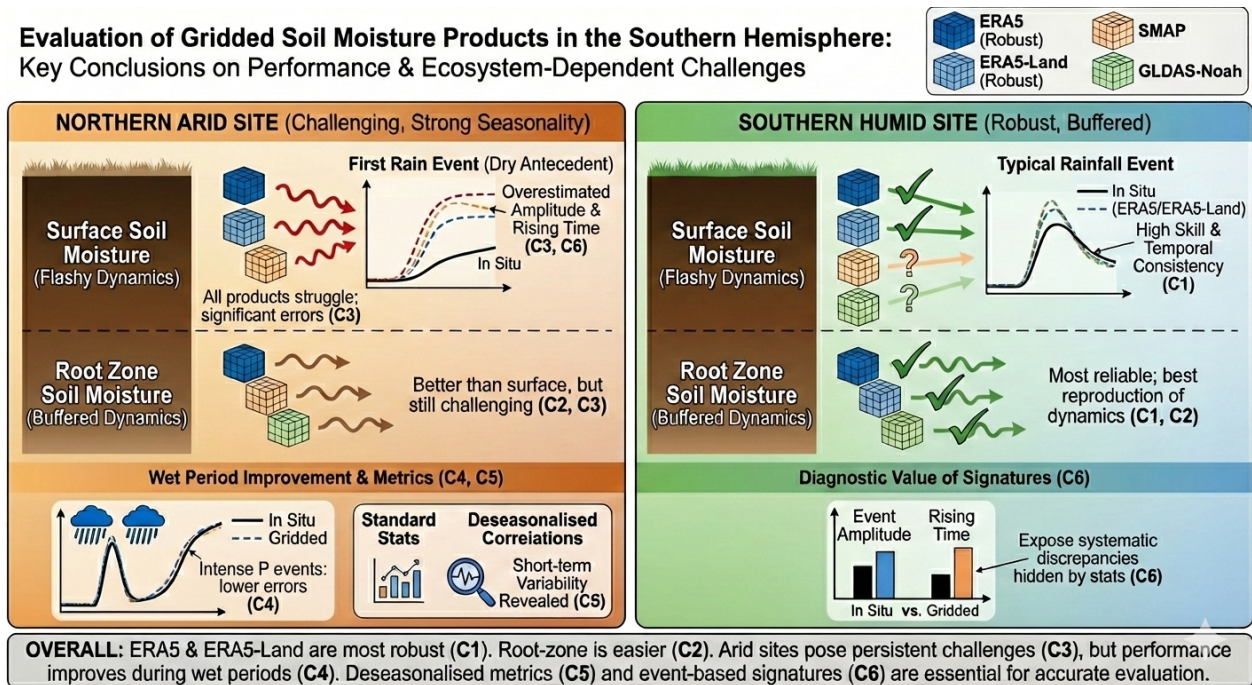 Evaluation of Gridded Soil Moisture Products in the Southern Hemisphere:
Key Conclusions on Performance & Ecosystem-Dependent Challenges
ERA5
(Robust)
ERA5-Land
(Robust)
SMAP
GLDAS-Noah
NORTHERN ARID SITE (Challenging, Strong Seasonality)
Surface Soil
Moisture
(Flashy Dynamics)
First Rain Event (Dry Antecedent)
Overestimated
Amplitude &
Rising Time
(C3, C6)
In Situ
All products struggle;
significant errors (C3)
Root Zone
Soil Moisture
(Buffered Dynamics)
Better than surface, but
still challenging (C2, C3)
Wet Period Improvement & Metrics (C4, C5)
In Situ
Gridded
Intense P events:
lower errors
(C4)
Standard
Stats
Deseasonalised
Correiations
Short-term
Variability
Revealed (C5)
SOUTHERN HUMID SITE (Robust, Buffered)
Surface Soil
Moisture
(Flashy Dynamics)
?
?
Typical Rainfall Event
In Situ
(ERA5/ERA5-Land)
High Skill &
Temporal
Consistency
(C1)
Root Zone
Soil Moisture
(Buffered Dynamics)
Most reliable; best
reproduction of
dynamics (C1, C2)
Diagnostic Value of Signatures (C6)
Event
Amplitude
Rising
Time
In Situ vs. Gridded
Expose systematic
discrepancies
hidden by stats (C6)
OVERALL: ERA5 & ERA5-Land are most robust (C1). Root-zone is easier (C2). Arid sites pose persistent challenges (C3), but performance
improves during wet periods (C4). Deseasonalised metrics (C5) and event-based signatures (C6) are essential for accurate evaluation.